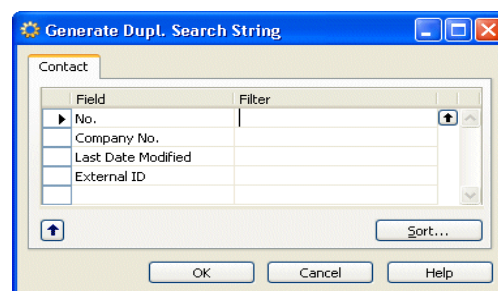 Generate Dupl. Search String
Contact
Field Filter
No.
Company No.
Last Date Modified
External ID
Sort...
OK Cancel Help